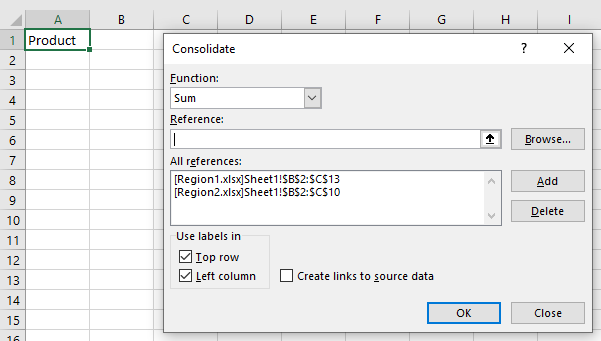 A B C D E F G H I
1 Product
2
3
4
5
6
7
8
9
10
11
12
13
14
15
Consolidate ? ×
Function:
Sum
Reference:
Browse...
All references:
[Region1.xlsx]Sheet1!$B$2:$C$13
[Region2.xlsx]Sheet1!$B$2:$C$10
Add
Delete
Use labels in
Top row
Left column Create links to source data
OK Close